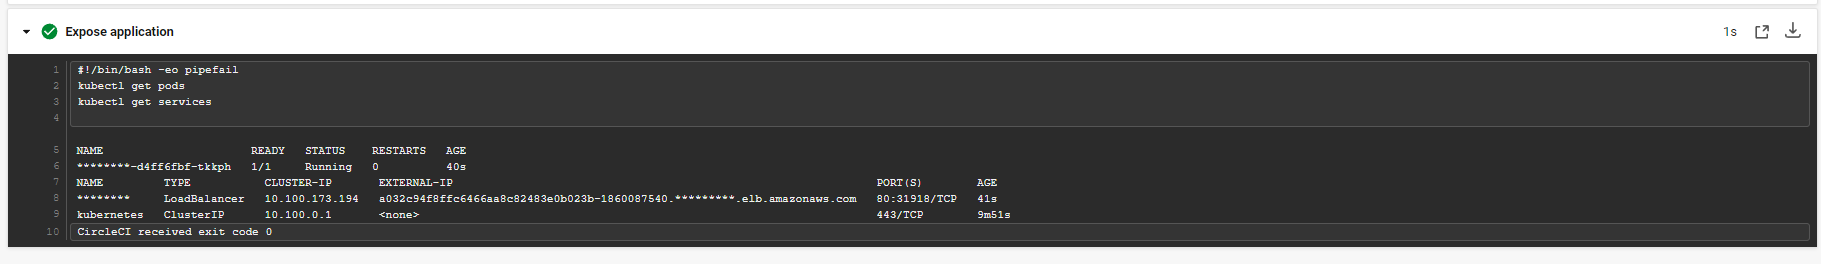 Expose application
1s
1 #!/bin/bash -eo pipefail
2 kubectl get pods
3 kubectl get services
4
5 NAME READY STATUS RESTARTS AGE
6 ********-d4ff6fbf-tkkph 1/1 Running 0 40s
7 NAME TYPE CLUSTER-IP EXTERNAL-IP PORT(S) AGE
8 ******** LoadBalancer 10.100.173.194 a032c94f8ffc6466aa8c82483e0b023b-1860087540.*********.elb.amazonaws.com 80:31918/TCP 41s
9 kubernetes ClusterIP 10.100.0.1 <none> 443/TCP 9m51s
10 CircleCI received exit code 0